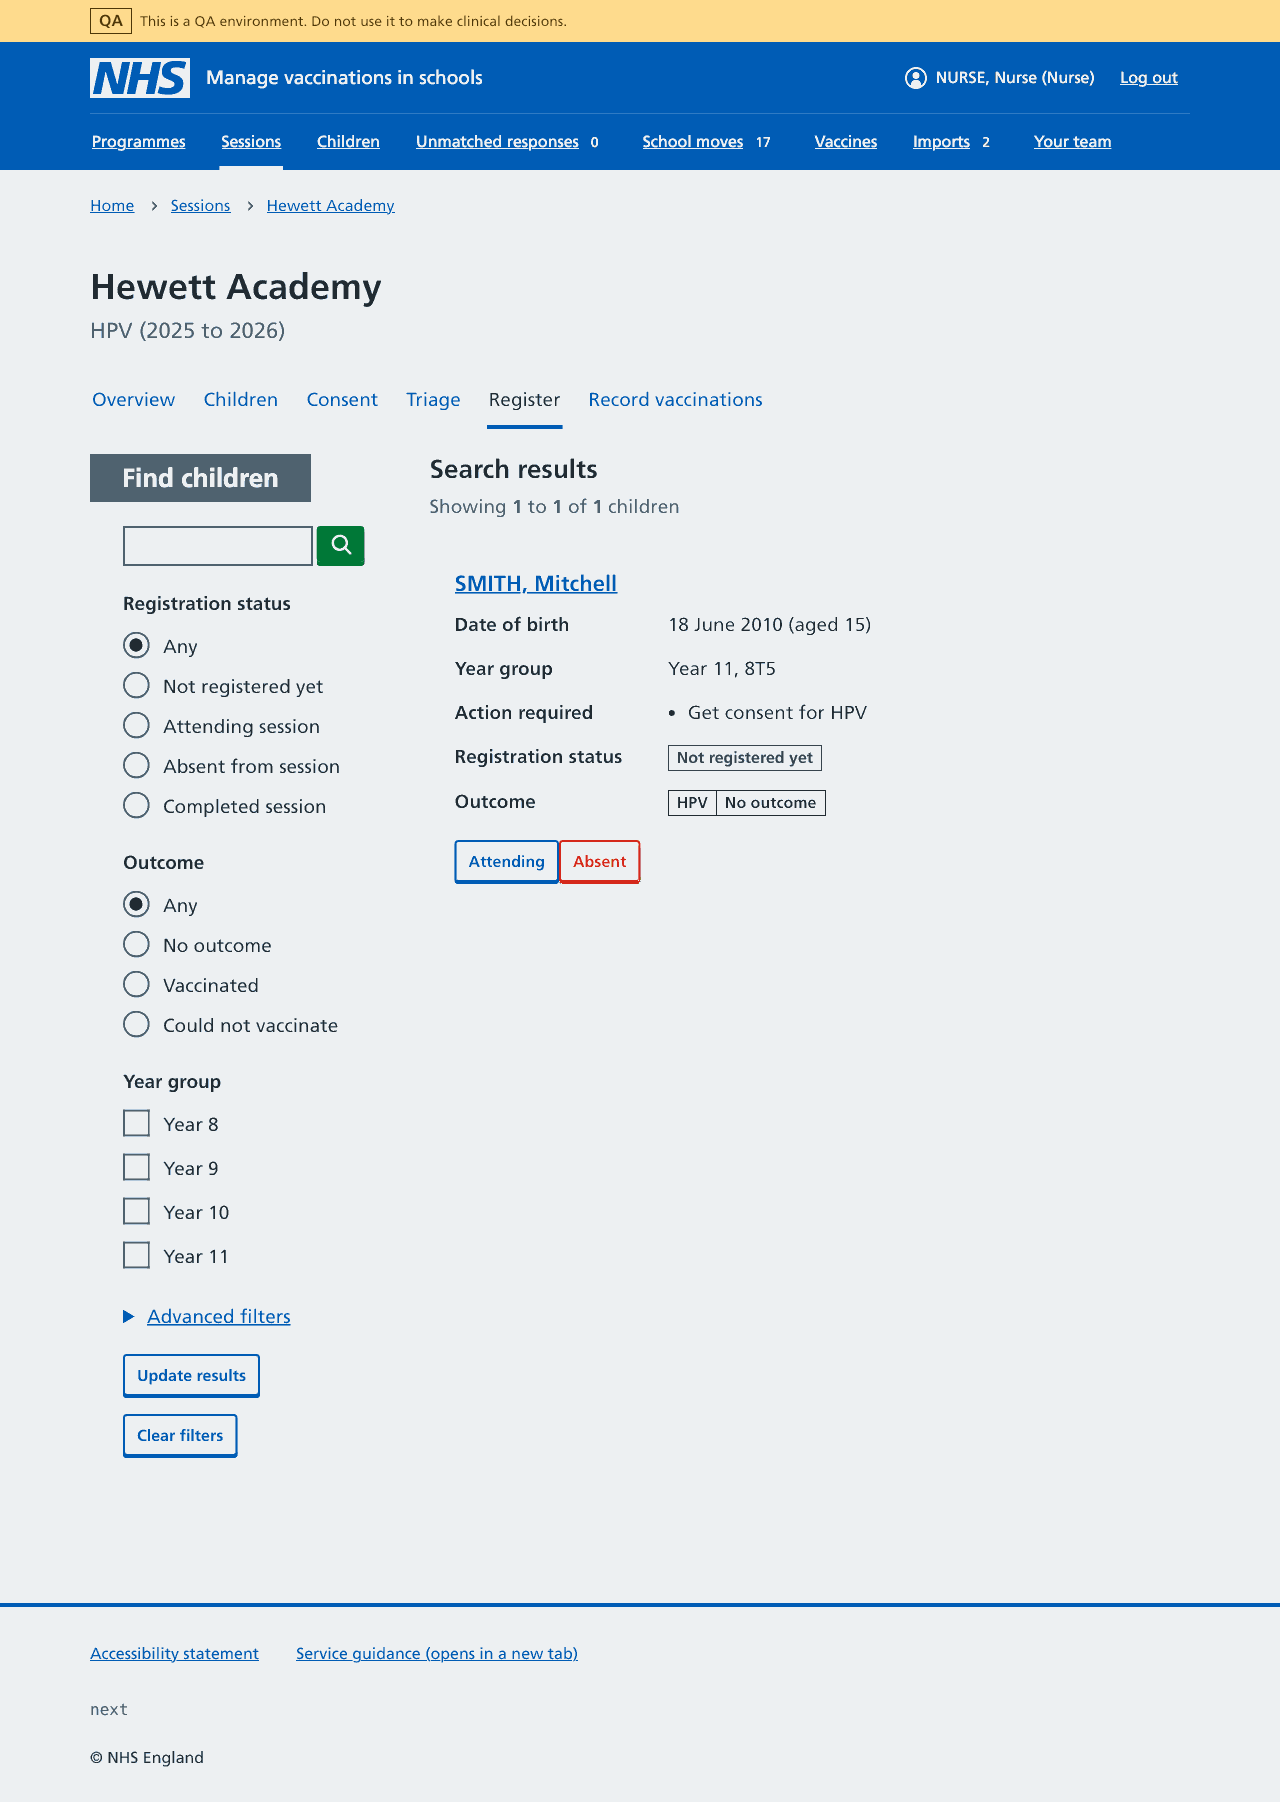 QA This is a QA environment. Do not use it to make clinical decisions.
NHS Manage vaccinations in schools NURSE, Nurse (Nurse) Log out
Programmes Sessions Children Unmatched responses 0 School moves 17 Vaccines Imports 2 Your team
Home Sessions Hewett Academy
Hewett Academy
HPV (2025 to 2026)
Overview Children Consent Triage Register Record vaccinations
Find children
Registration status
Any
Not registered yet
Attending session
Absent from session
Completed session
Outcome
Any
No outcome
Vaccinated
Could not vaccinate
Year group
Year 8
Year 9
Year 10
Year 11
Advanced filters
Update results
Clear filters
Search results
Showing 1 to 1 of 1 children
SMITH, Mitchell
Date of birth 18 June 2010 (aged 15)
Year group Year 11, 8T5
Action required • Get consent for HPV
Registration status Not registered yet
Outcome HPV No outcome
Attending Absent
Accessibility statement Service guidance (opens in a new tab)
next
© NHS England